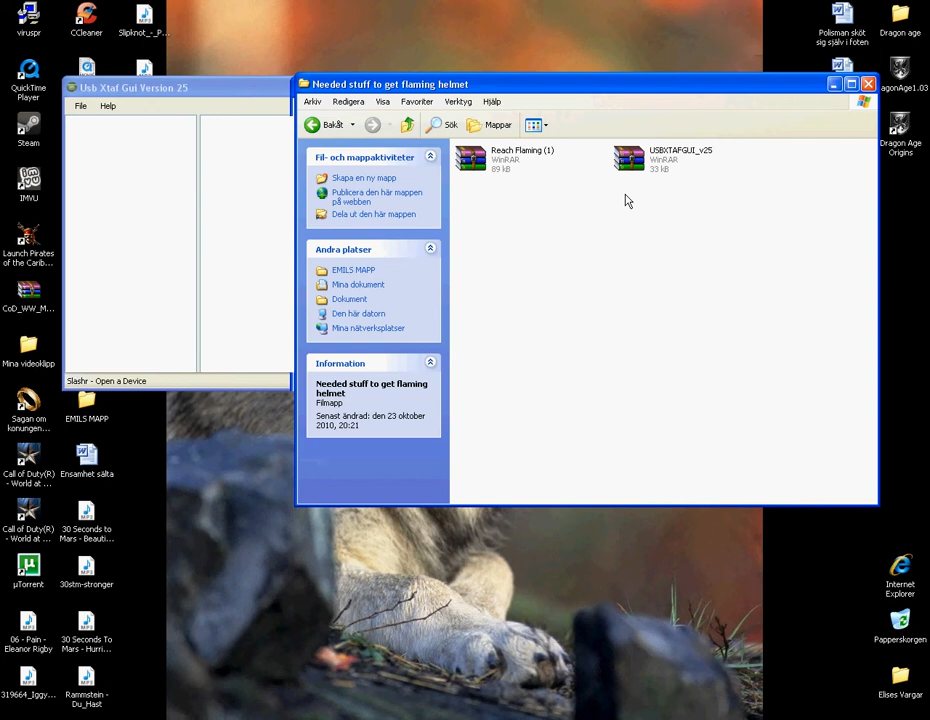 viruspr
CCleaner
Slipknot_-_P...
QuickTime
Player
Steam
IMVU
Launch Pirates
of the Carib...
CoD_WW_M...
Mina videoklipp
Sagan om
konungen...
EMILS MAPP
Call of Duty(R)
- World at ...
Ensamhet sälta
Call of Duty(R)
- World at ...
30 Seconds to
Mars - Beauti...
µTorrent
30stm-stronger
06 - Pain -
Eleanor Rigby
30 Seconds To
Mars - Hurri...
319664_Iggy...
Rammstein -
Du_Hast
Usb Xtaf Gui Version 25
File
Help
Slashr - Open a Device
Needed stuff to get flaming helmet
Arkiv
Redigera
Visa
Favoriter
Verktyg
Hjälp
Bakåt
Sök
Mappar
Fil- och mappaktiviteter
Skapa en ny mapp
Publicera den här mappen
på webben
Dela ut den här mappen
Andra platser
EMILS MAPP
Mina dokument
Dokument
Den här datorn
Mina nätverksplatser
Information
Needed stuff to get flaming
helmet
Filmapp
Senast ändrad: den 23 oktober
2010, 20:21
Reach Flaming (1)
WinRAR
89 kB
USBXTAFGUI_v25
WinRAR
33 kB
Polisman sköt
sig själv i foten
Dragon age
agonAge1.03
Dragon Age
Origins
Internet
Explorer
Papperskorgen
Elises Vargar